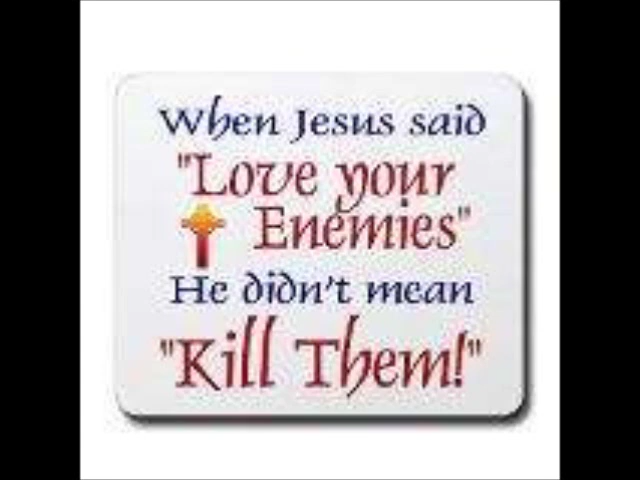 When Jesus said
"Love your
Enemies"
He didn't mean
"Kill Them!"